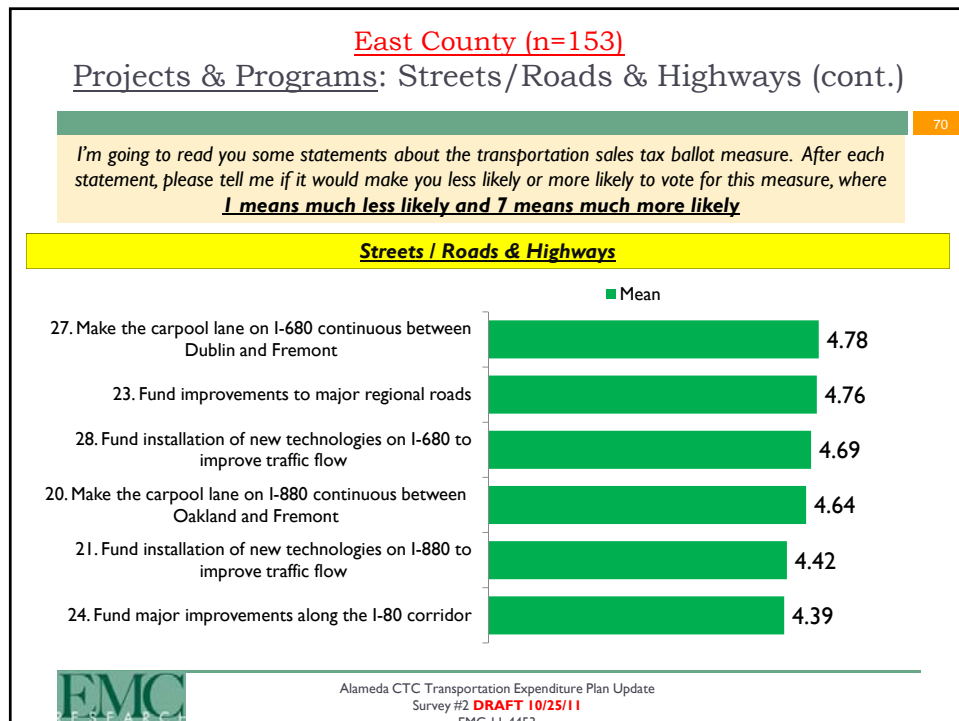 East County (n=153)
Projects & Programs: Streets/Roads & Highways (cont.)
70
I'm going to read you some statements about the transportation sales tax ballot measure. After each
statement, please tell me if it would make you less likely or more likely to vote for this measure, where
1 means much less likely and 7 means much more likely
Streets / Roads & Highways
Mean
27. Make the carpool lane on I-680 continuous between
Dublin and Fremont
4.78
23. Fund improvements to major regional roads
4.76
28. Fund installation of new technologies on I-680 to
improve traffic flow
4.69
20. Make the carpool lane on I-880 continuous between
Oakland and Fremont
4.64
21. Fund installation of new technologies on I-880 to
improve traffic flow
4.42
24. Fund major improvements along the I-80 corridor
4.39
EMC
RESEARCH
Alameda CTC Transportation Expenditure Plan Update
Survey #2 DRAFT 10/25/11
EMC 11-4452